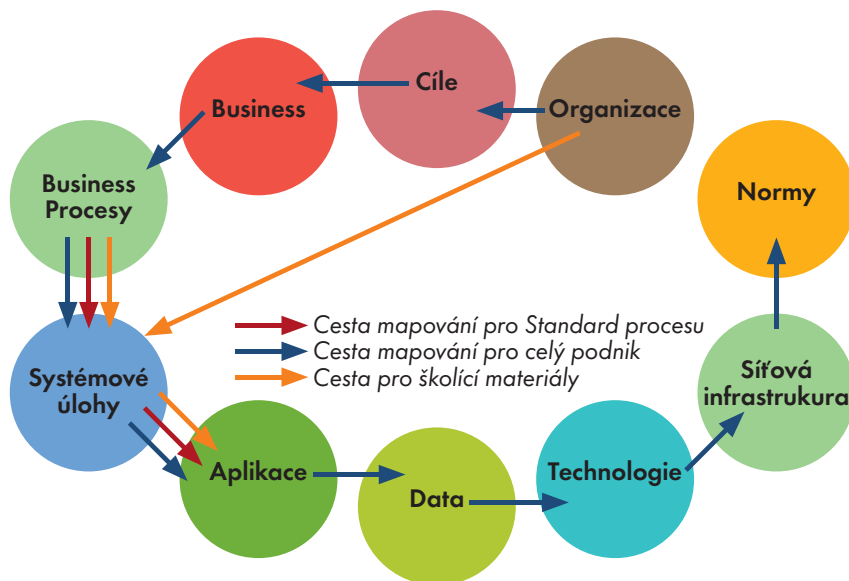 Cíle
Business
Organizace
Business
Procesy
Normy
Cesta mapování pro Standard procesu
Cesta mapování pro celý podnik
Cesta pro školící materiály
Systémové
úlohy
Síťová
infrastrukura
Aplikace
Technologie
Data